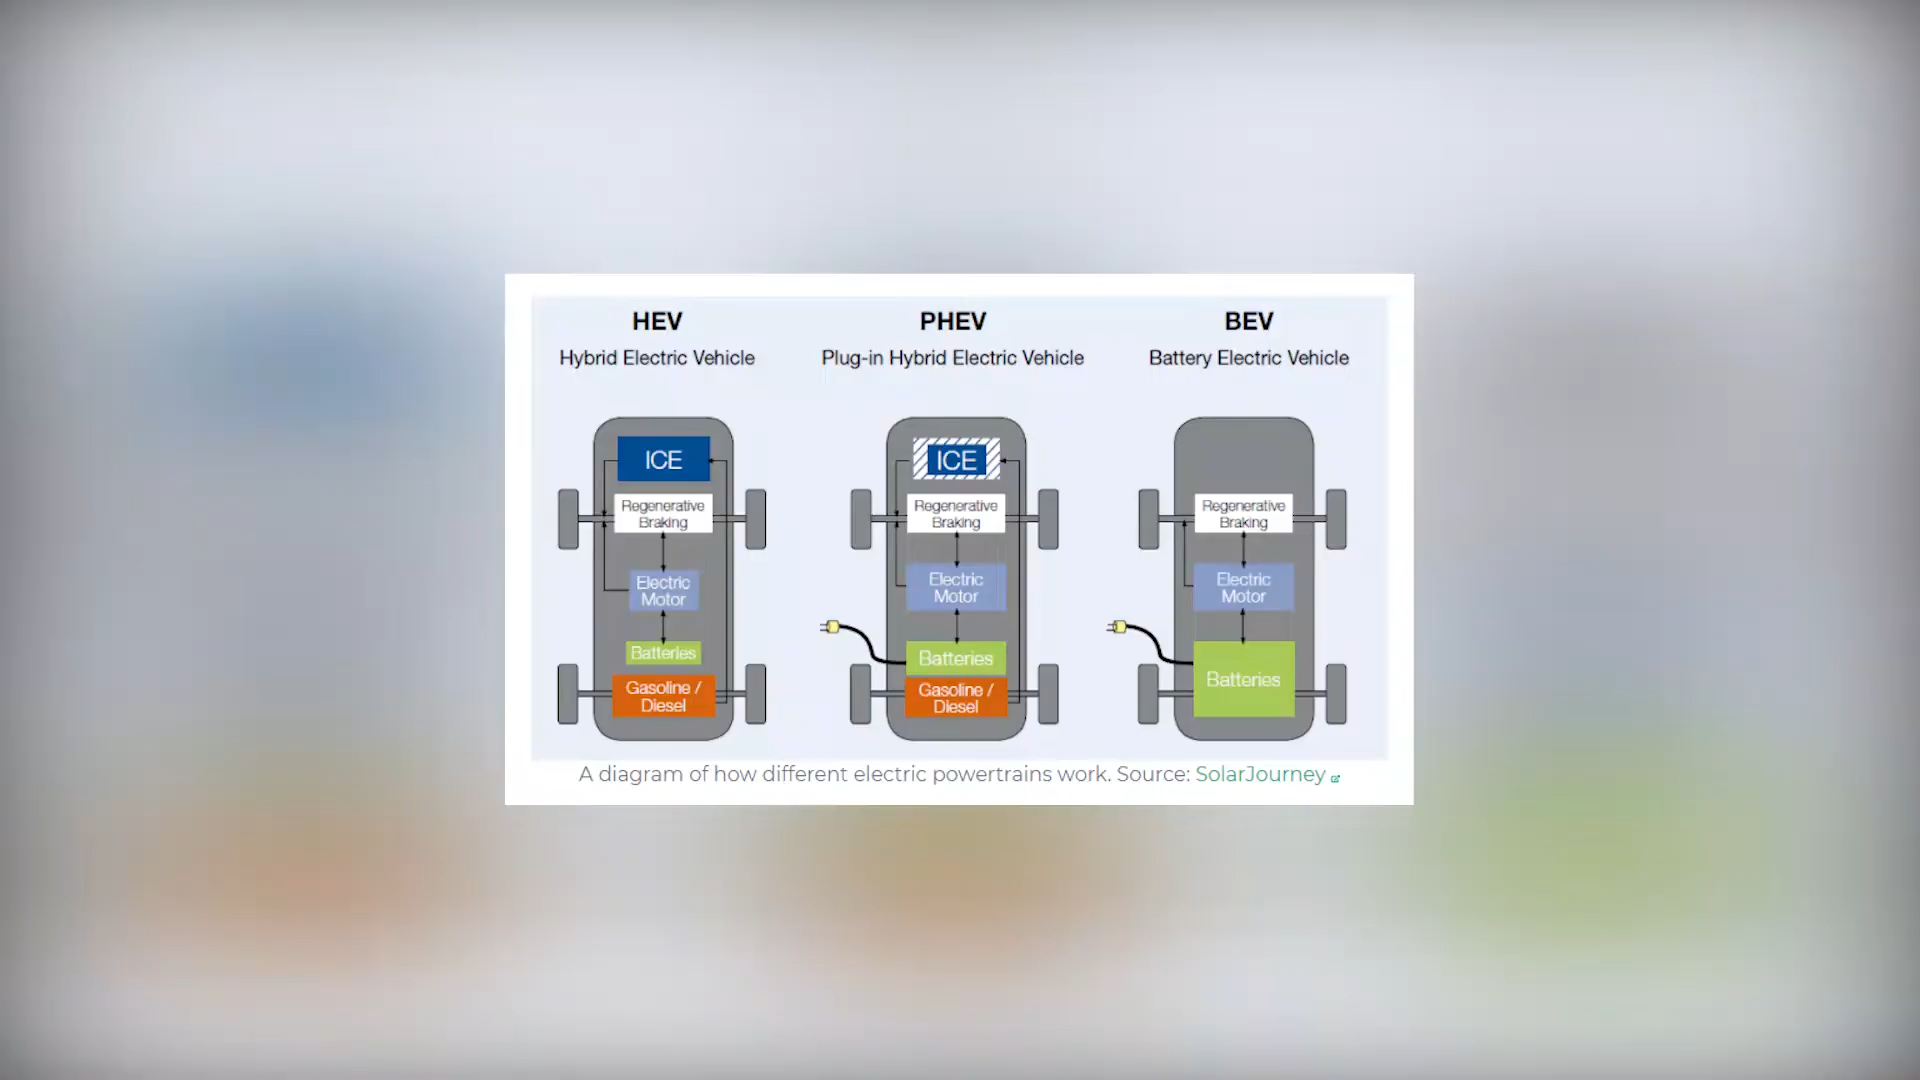 HEV
Hybrid Electric Vehicle
ICE
Regenerative
Braking
Electric
Motor
Batteries
Gasoline /
Diesel
PHEV
Plug-in Hybrid Electric Vehicle
ICE
Regenerative
Braking
Electric
Motor
Batteries
Gasoline /
Diesel
BEV
Battery Electric Vehicle
Regenerative
Braking
Electric
Motor
Batteries
A diagram of how different electric powertrains work. Source: SolarJourney